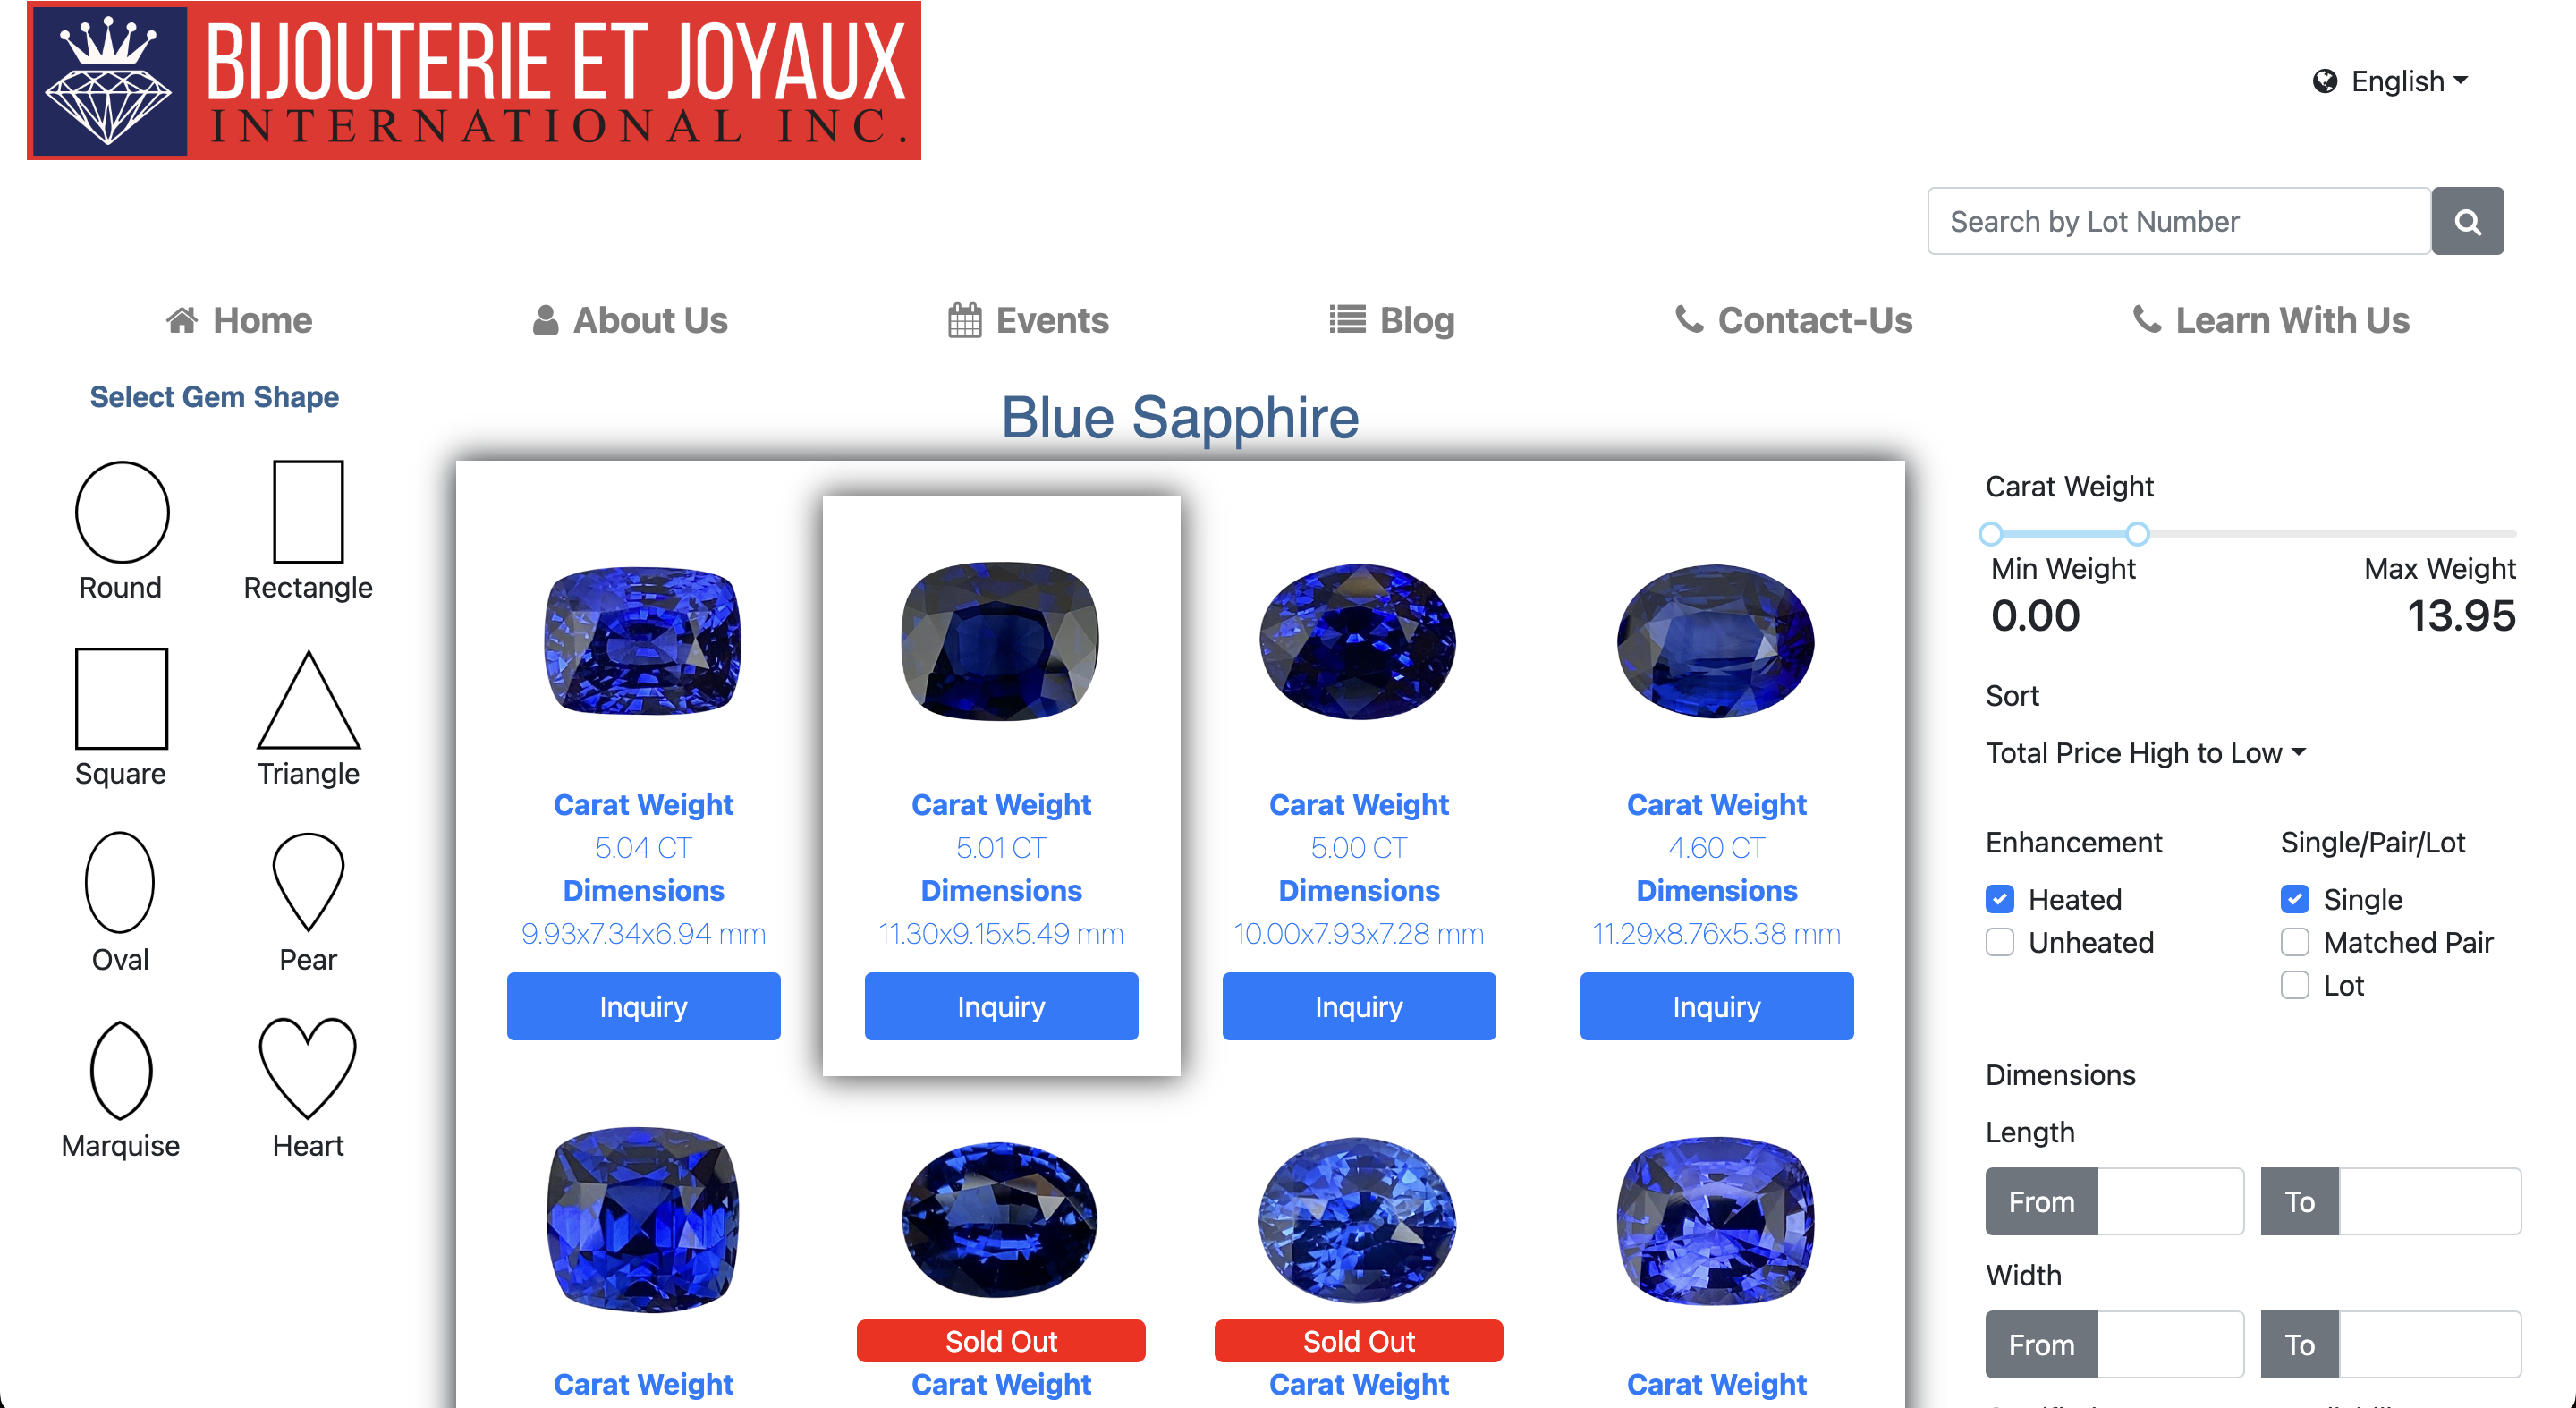 BIJOUTERIE ET JOYAUX
INTERNATIONAL INC.
English
Search by Lot Number
Home
About Us
Events
Blog
Contact-Us
Learn With Us
Select Gem Shape
Round
Rectangle
Square
Triangle
Oval
Pear
Marquise
Heart
Blue Sapphire
Carat Weight
5.04 CT
Dimensions
9.93x7.34x6.94 mm
Inquiry
Carat Weight
5.01 CT
Dimensions
11.30x9.15x5.49 mm
Inquiry
Carat Weight
5.00 CT
Dimensions
10.00x7.93x7.28 mm
Inquiry
Carat Weight
4.60 CT
Dimensions
11.29x8.76x5.38 mm
Inquiry
Carat Weight
Sold Out
Carat Weight
Sold Out
Carat Weight
Carat Weight
Carat Weight
Min Weight
Max Weight
0.00
13.95
Sort
Total Price High to Low
Enhancement
Heated
Unheated
Single/Pair/Lot
Single
Matched Pair
Lot
Dimensions
Length
From
To
Width
From
To